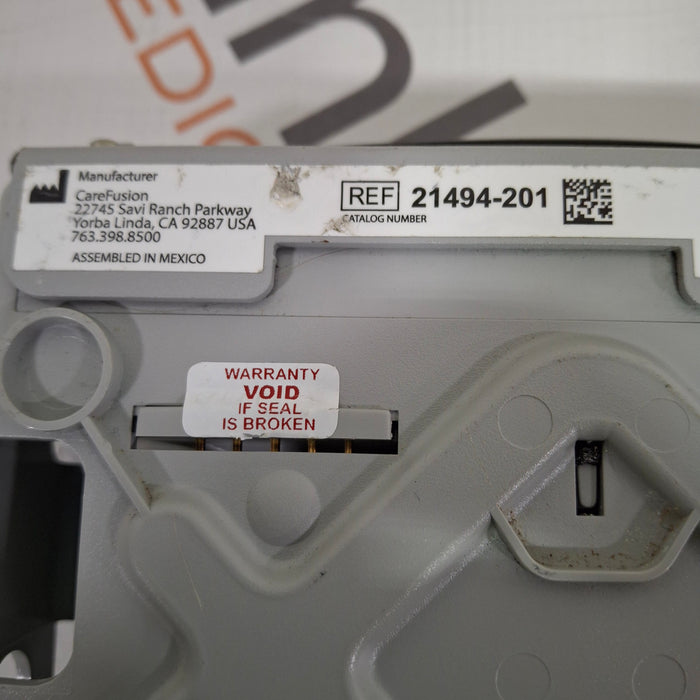 EDIC
Manufacturer
CareFusion
22745 Savi Ranch Parkway
Yorba Linda, CA 92887 USA
763.398.8500
ASSEMBLED IN MEXICO
REF 21494-201
CATALOG NUMBER
WARRANTY
VOID
IF SEAL
IS BROKEN